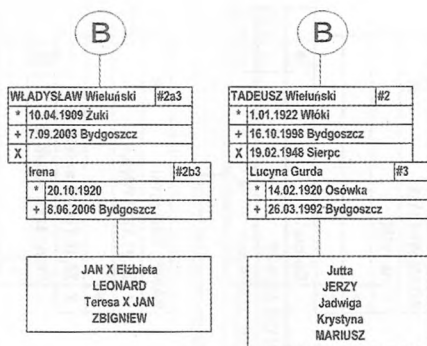 B
WŁADYSŁAW Wieluński #2a3
* 10.04.1909 Żuki
+ 7.09.2003 Bydgoszcz
X
Irena #2b3
* 20.10.1920
+ 8.06.2006 Bydgoszcz
JAN X Elżbieta
LEONARD
Teresa X JAN
ZBIGNIEW
B
TADEUSZ Wieluński #2
* 1.01.1922 Włóki
+ 16.10.1998 Bydgoszcz
X 19.02.1948 Sierpc
Lucyna Gurda #3
* 14.02.1920 Osówka
+ 26.03.1992 Bydgoszcz
Jutta
JERZY
Jadwiga
Krystyna
MARIUSZ